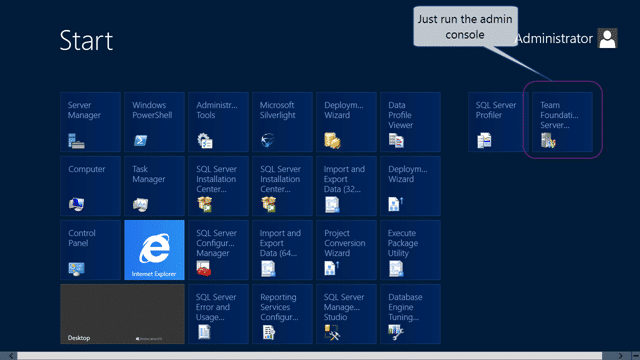 Just run the admin
console
Start
Administrator
Server
Manager
Windows
PowerShell
Administr...
Tools
Microsoft
Silverlight
Deploym...
Wizard
Data
Profile
Viewer
SQL Server
Profiler
Team
Foundati...
Server...
Computer
Task
Manager
SQL Server
Installation
Center...
SQL Server
Installation
Center...
Import and
Export
Data (32...
Deploym...
Wizard
Control
Panel
Internet Explorer
SQL Server
Configur...
Manager
Import and
Export
Data (64...
Project
Conversion
Wizard
Execute
Package
Utility
Desktop
SQL Server
Error and
Usage...
Reporting
Services
Configur...
SQL Server
Manage...
Studio
Database
Engine
Tuning...